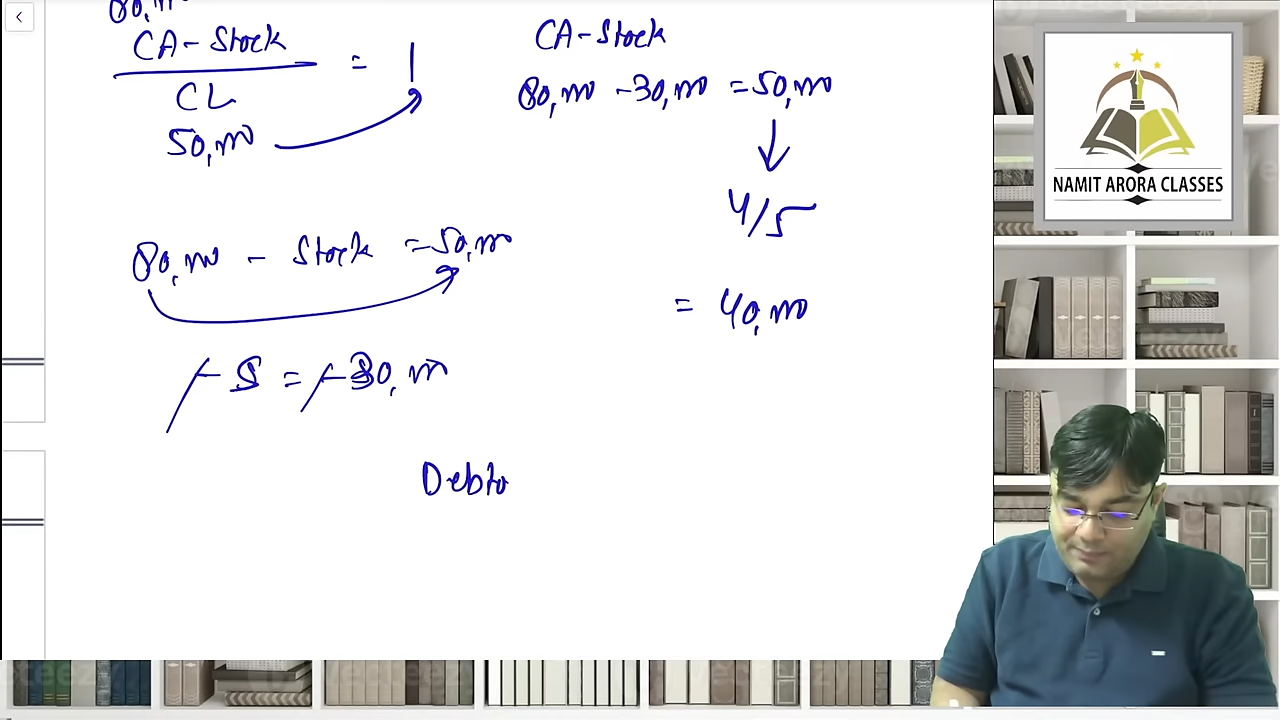 80,m
CA - Stock
CL
= 1
50,m
80,m - Stock = 50,m
- S = - 30,m
Debto
CA - Stock
80,m - 30,m = 50,m
4/5
= 40,m
NAMIT ARORA CLASSES